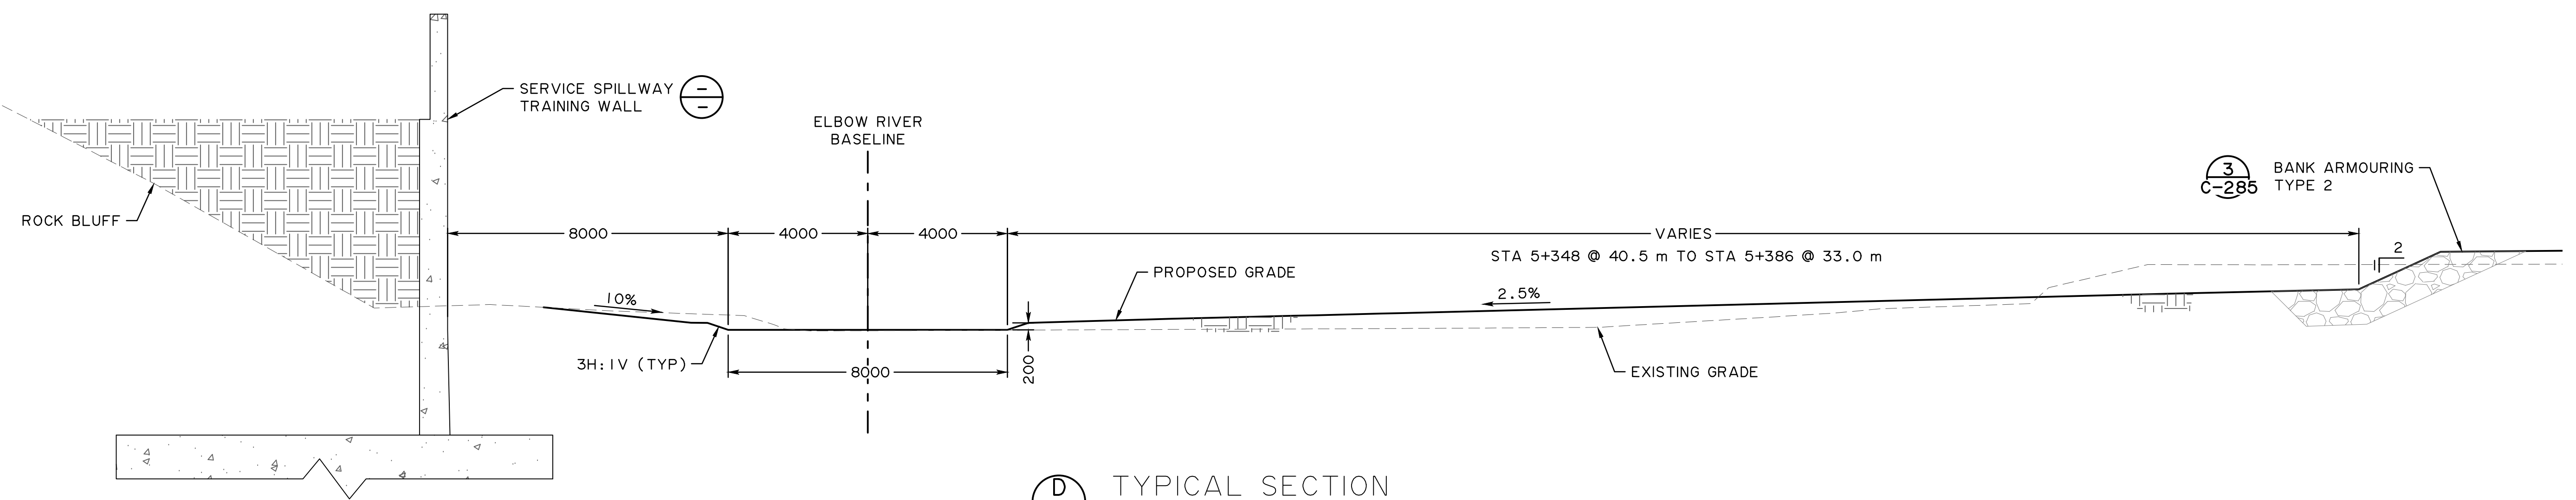 SERVICE SPILLWAY
TRAINING WALL
-
-
ELBOW RIVER
BASELINE
3
C-285
BANK ARMOURING
TYPE 2
ROCK BLUFF
8000
4000
4000
VARIES
STA 5+348 @ 40.5 m TO STA 5+386 @ 33.0 m
2
1
PROPOSED GRADE
10%
2.5%
3H:1V (TYP)
8000
200
EXISTING GRADE
D
TYPICAL SECTION